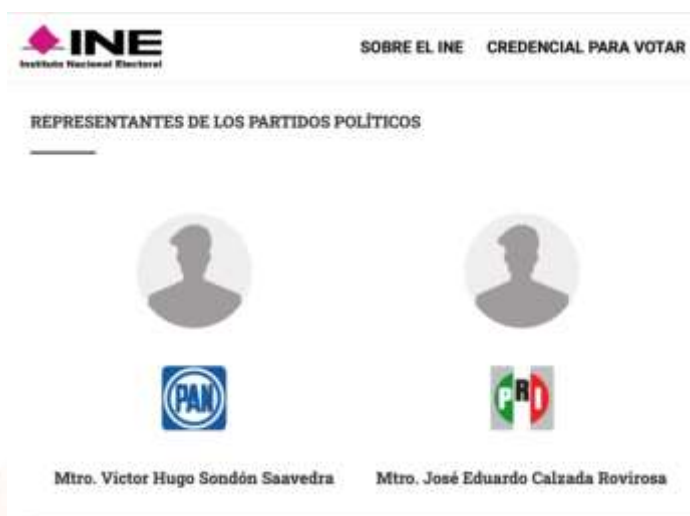 INE
Instituto Nacional Electoral
SOBRE EL INE CREDENCIAL PARA VOTAR
REPRESENTANTES DE LOS PARTIDOS POLÍTICOS
PAN
PRI
Mtro. Víctor Hugo Sondón Saavedra
Mtro. José Eduardo Calzada Rovirosa